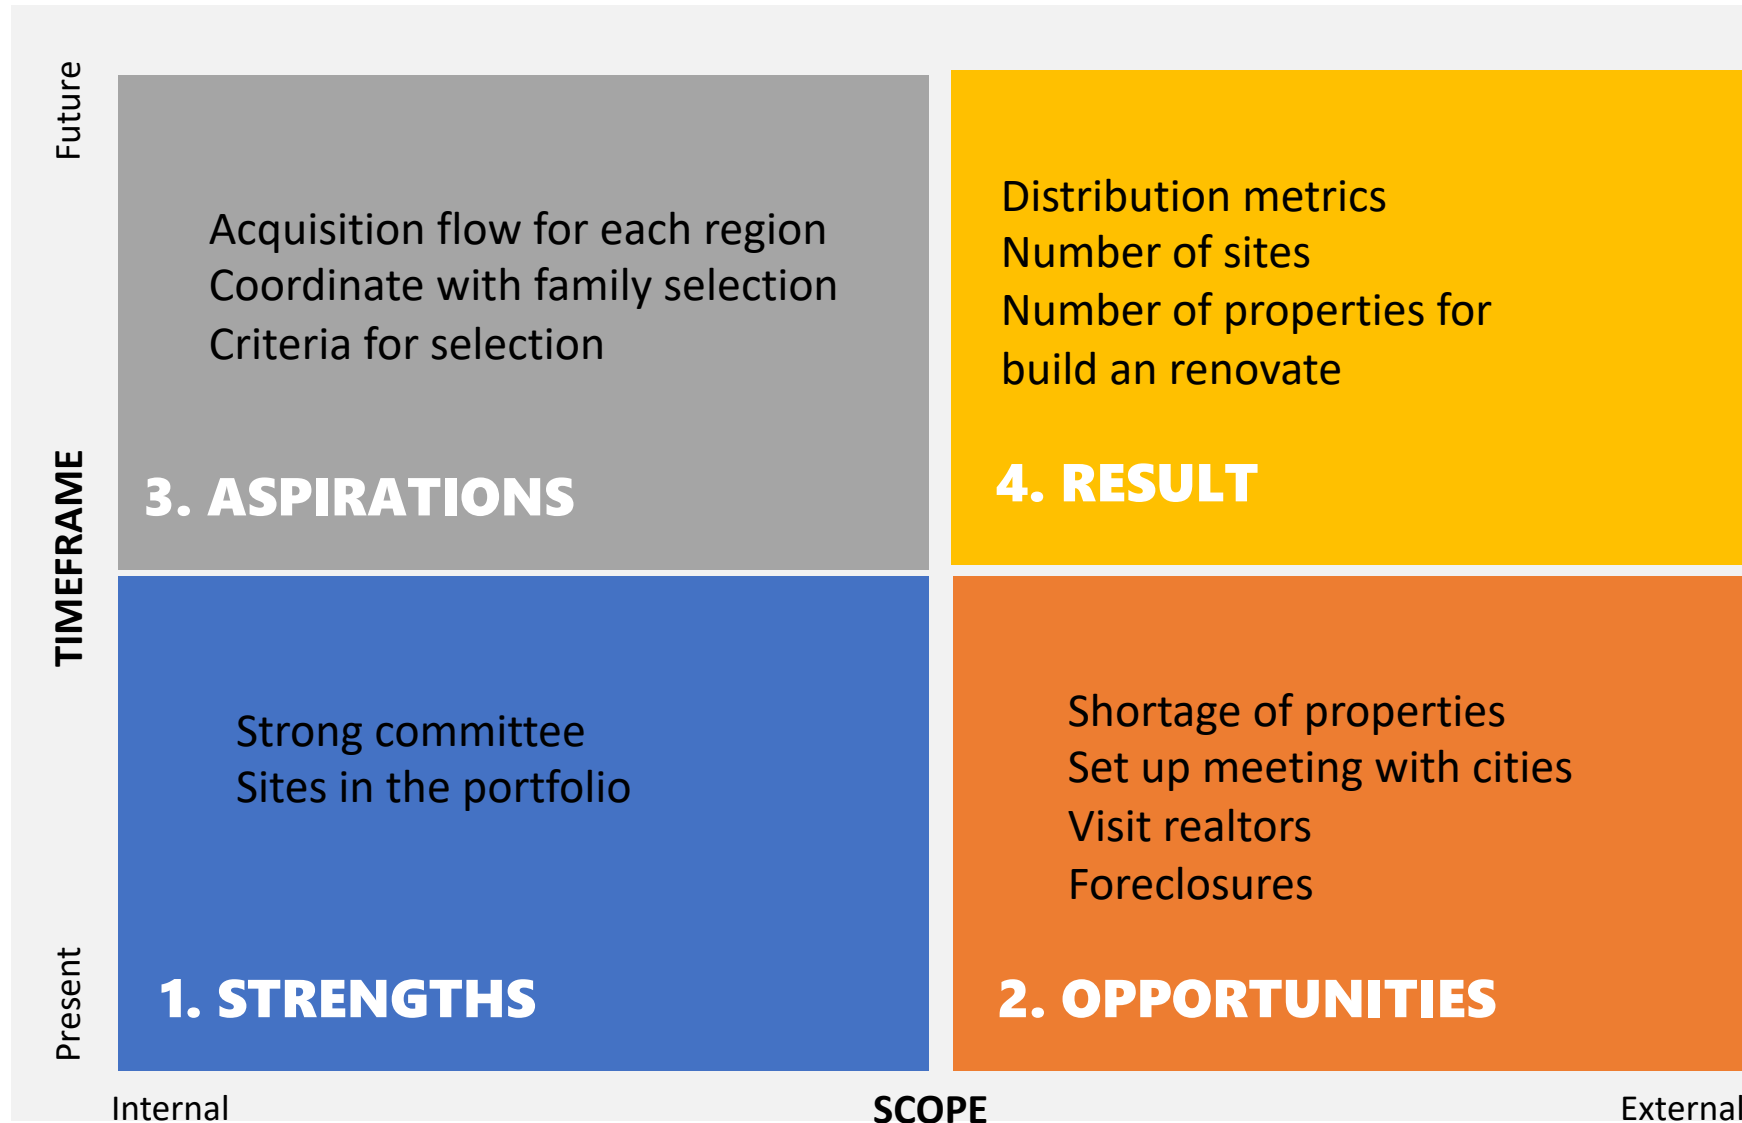 Future
Acquisition flow for each region
Coordinate with family selection
Criteria for selection
3. ASPIRATIONS
Distribution metrics
Number of sites
Number of properties for
build an renovate
4. RESULT
TIMEFRAME
Strong committee
Sites in the portfolio
1. STRENGTHS
Shortage of properties
Set up meeting with cities
Visit realtors
Foreclosures
2. OPPORTUNITIES
Present
Internal
SCOPE
External